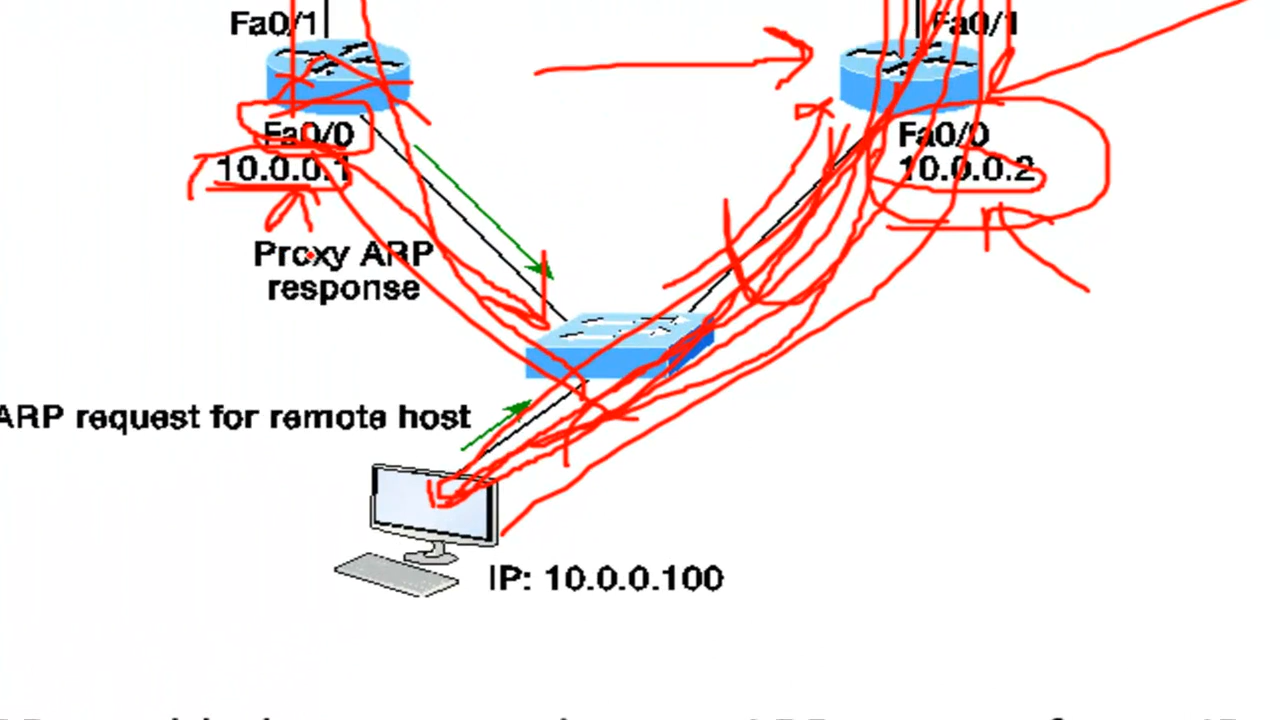 Fa0/1
Fa0/1
Fa0/0
10.0.0.1
Fa0/0
10.0.0.2
Proxy ARP
response
ARP request for remote host
IP: 10.0.0.100